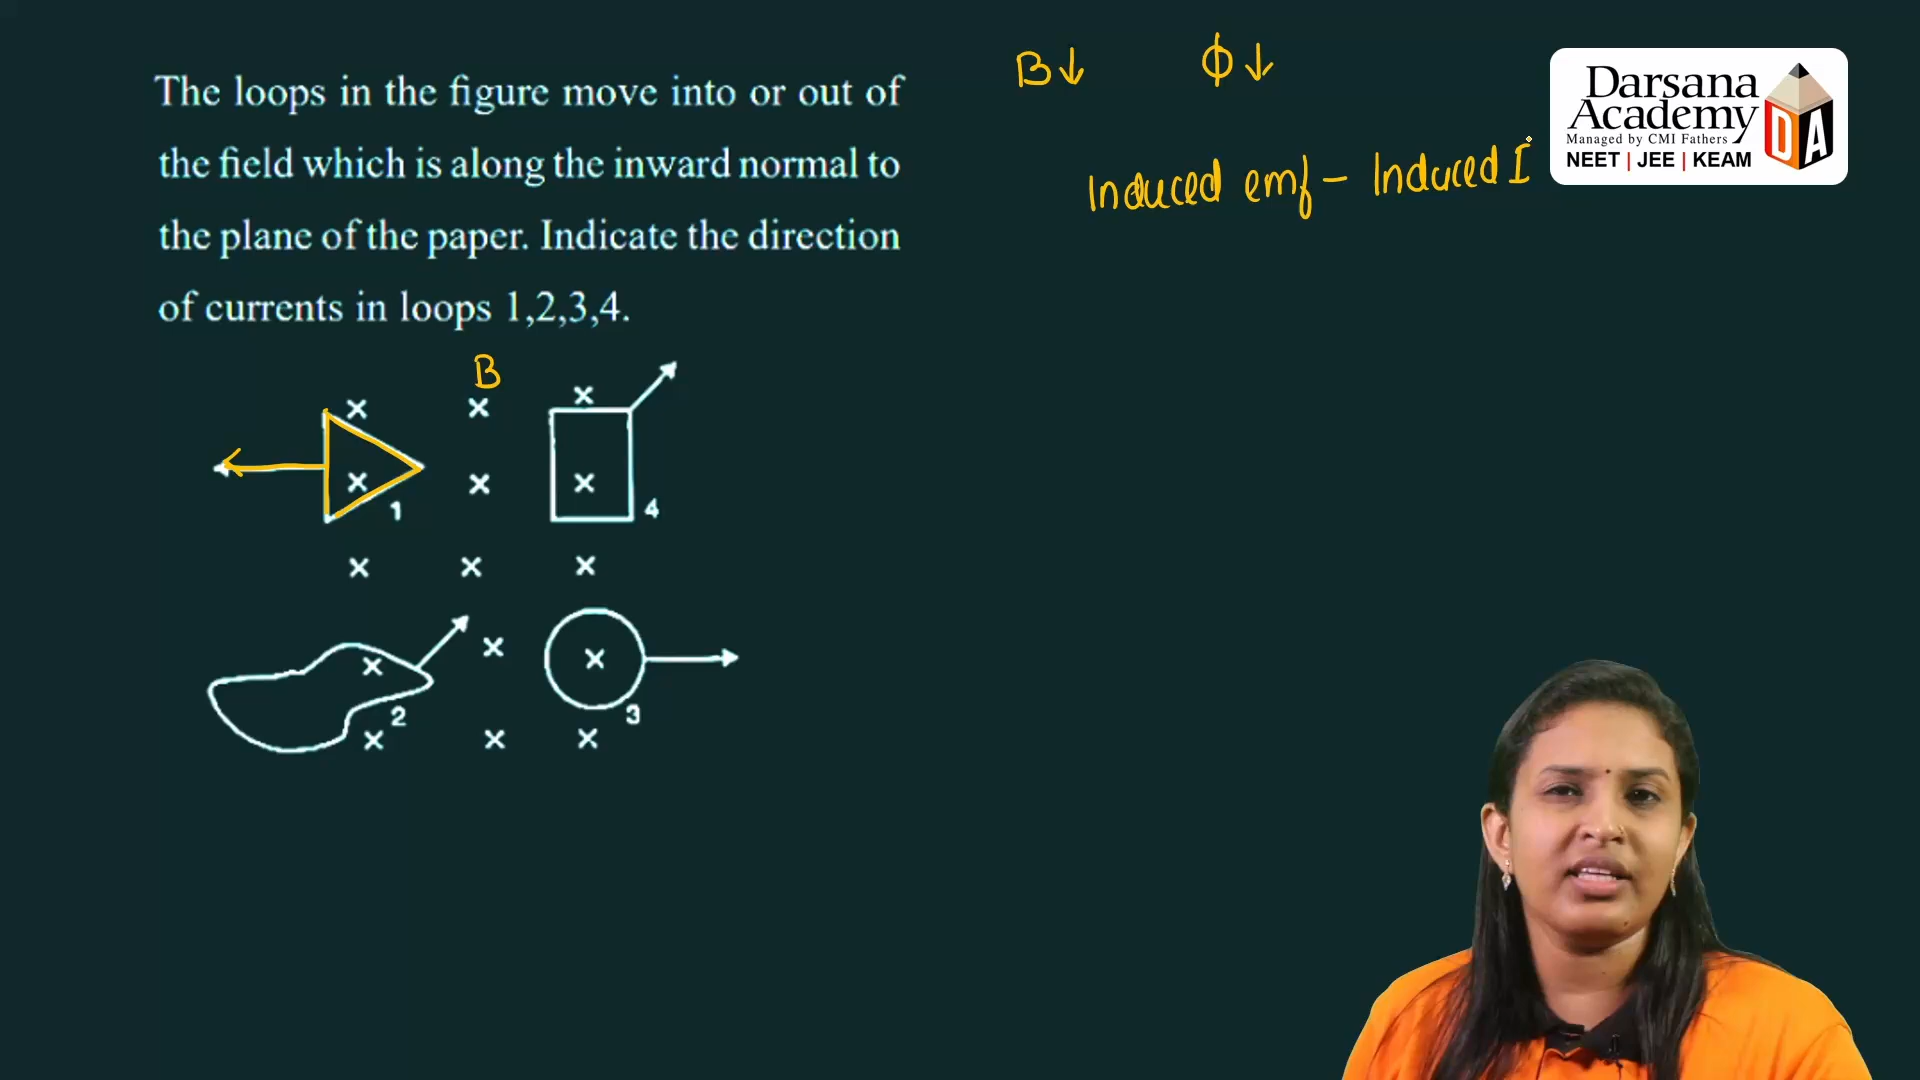 The loops in the figure move into or out of
the field which is along the inward normal to
the plane of the paper. Indicate the direction
of currents in loops 1,2,3,4.
B↓ Φ↓
Induced emf – Induced I
Darsana
Academy
Managed by CMI Fathers
NEET | JEE | KEAM
DA
B
× × ×
× × ×
1 4
× × ×
× × ×
2 3
× × ×